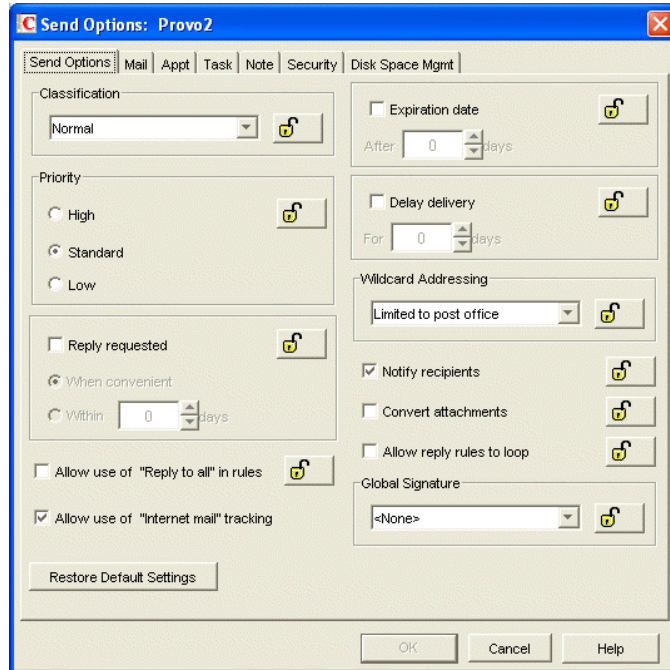 Send Options: Provo2
Send Options Mail Appt Task Note Security Disk Space Mgmt
Classification
Normal
Priority
High
Standard
Low
Reply requested
When convenient
Within 0 days
Allow use of "Reply to all" in rules
Allow use of "Internet mail" tracking
Restore Default Settings
Expiration date
After 0 days
Delay delivery
For 0 days
Wildcard Addressing
Limited to post office
Notify recipients
Convert attachments
Allow reply rules to loop
Global Signature
<None>
OK Cancel Help